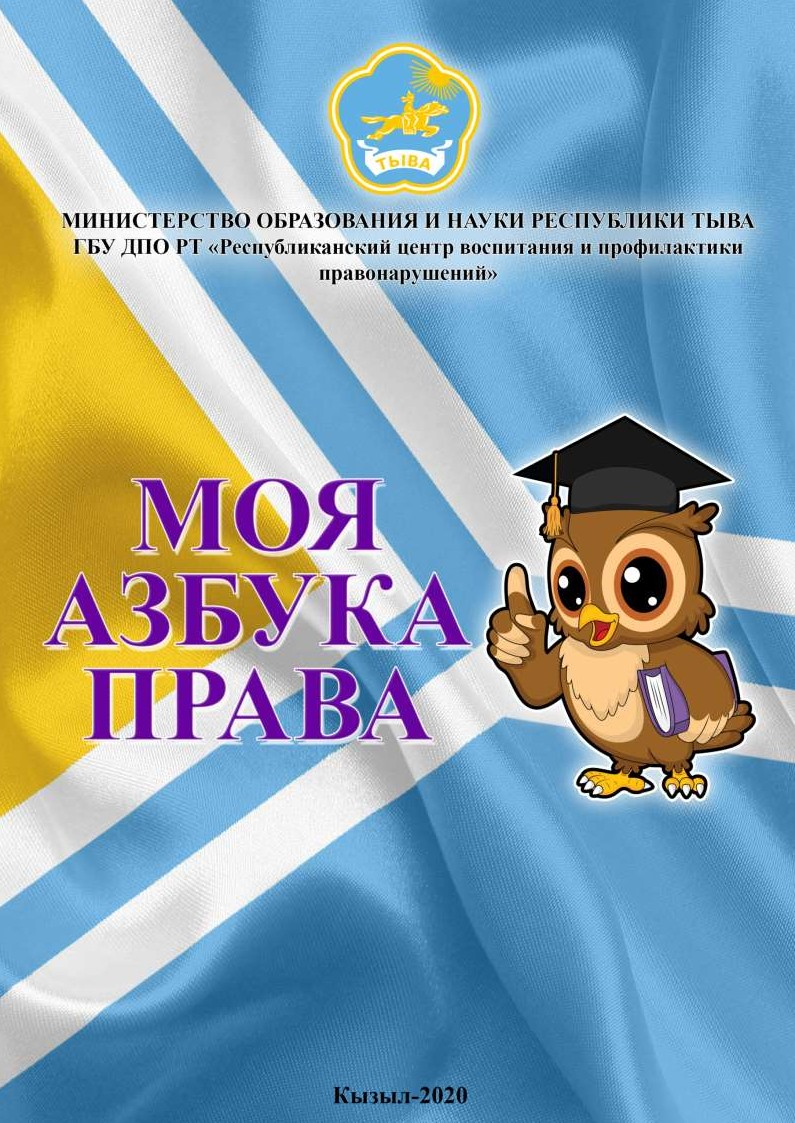 ТЫВА
МИНИСТЕРСТВО ОБРАЗОВАНИЯ И НАУКИ РЕСПУБЛИКИ ТЫВА
ГБУ ДПО РТ «Республиканский центр воспитания и профилактики
правонарушений»
МОЯ
АЗБУКА
ПРАВА
Кызыл-2020